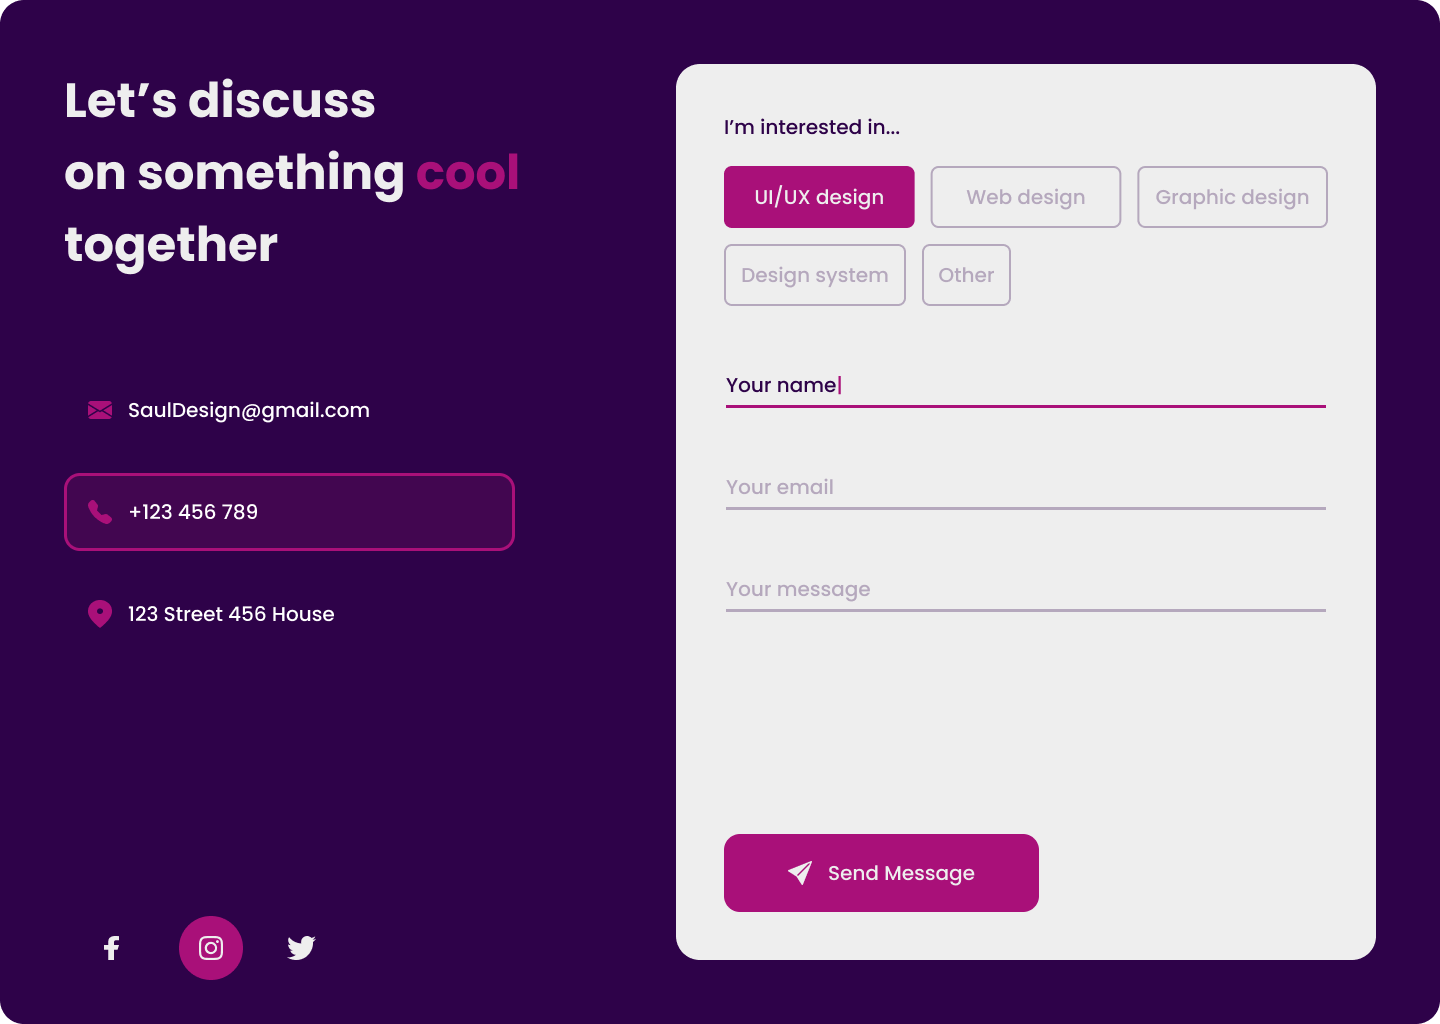 Let’s discuss
on something cool
together
SaulDesign@gmail.com
+123 456 789
123 Street 456 House
I’m interested in...
UI/UX design
Web design
Graphic design
Design system
Other
Your name
Your email
Your message
Send Message